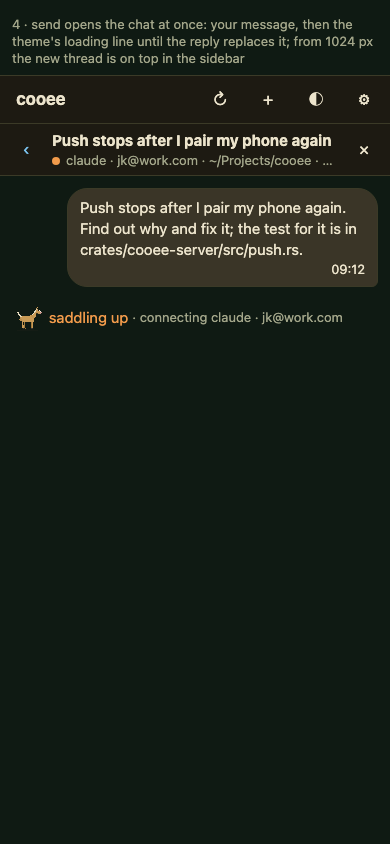 4 · send opens the chat at once: your message, then the
theme's loading line until the reply replaces it; from 1024 px
the new thread is on top in the sidebar
cooee
Push stops after I pair my phone again
claude · jk@work.com · ~/Projects/cooee · ...
Push stops after I pair my phone again.
Find out why and fix it; the test for it is in
crates/cooee-server/src/push.rs.
09:12
saddling up · connecting claude · jk@work.com